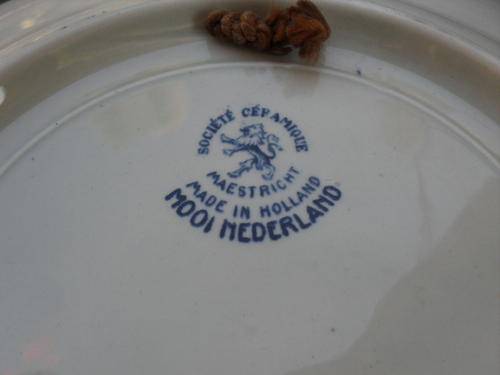 SOCIÉTÉ CÉRAMIQUE
MAESTRICHT
MADE IN HOLLAND
MOOI NEDERLAND